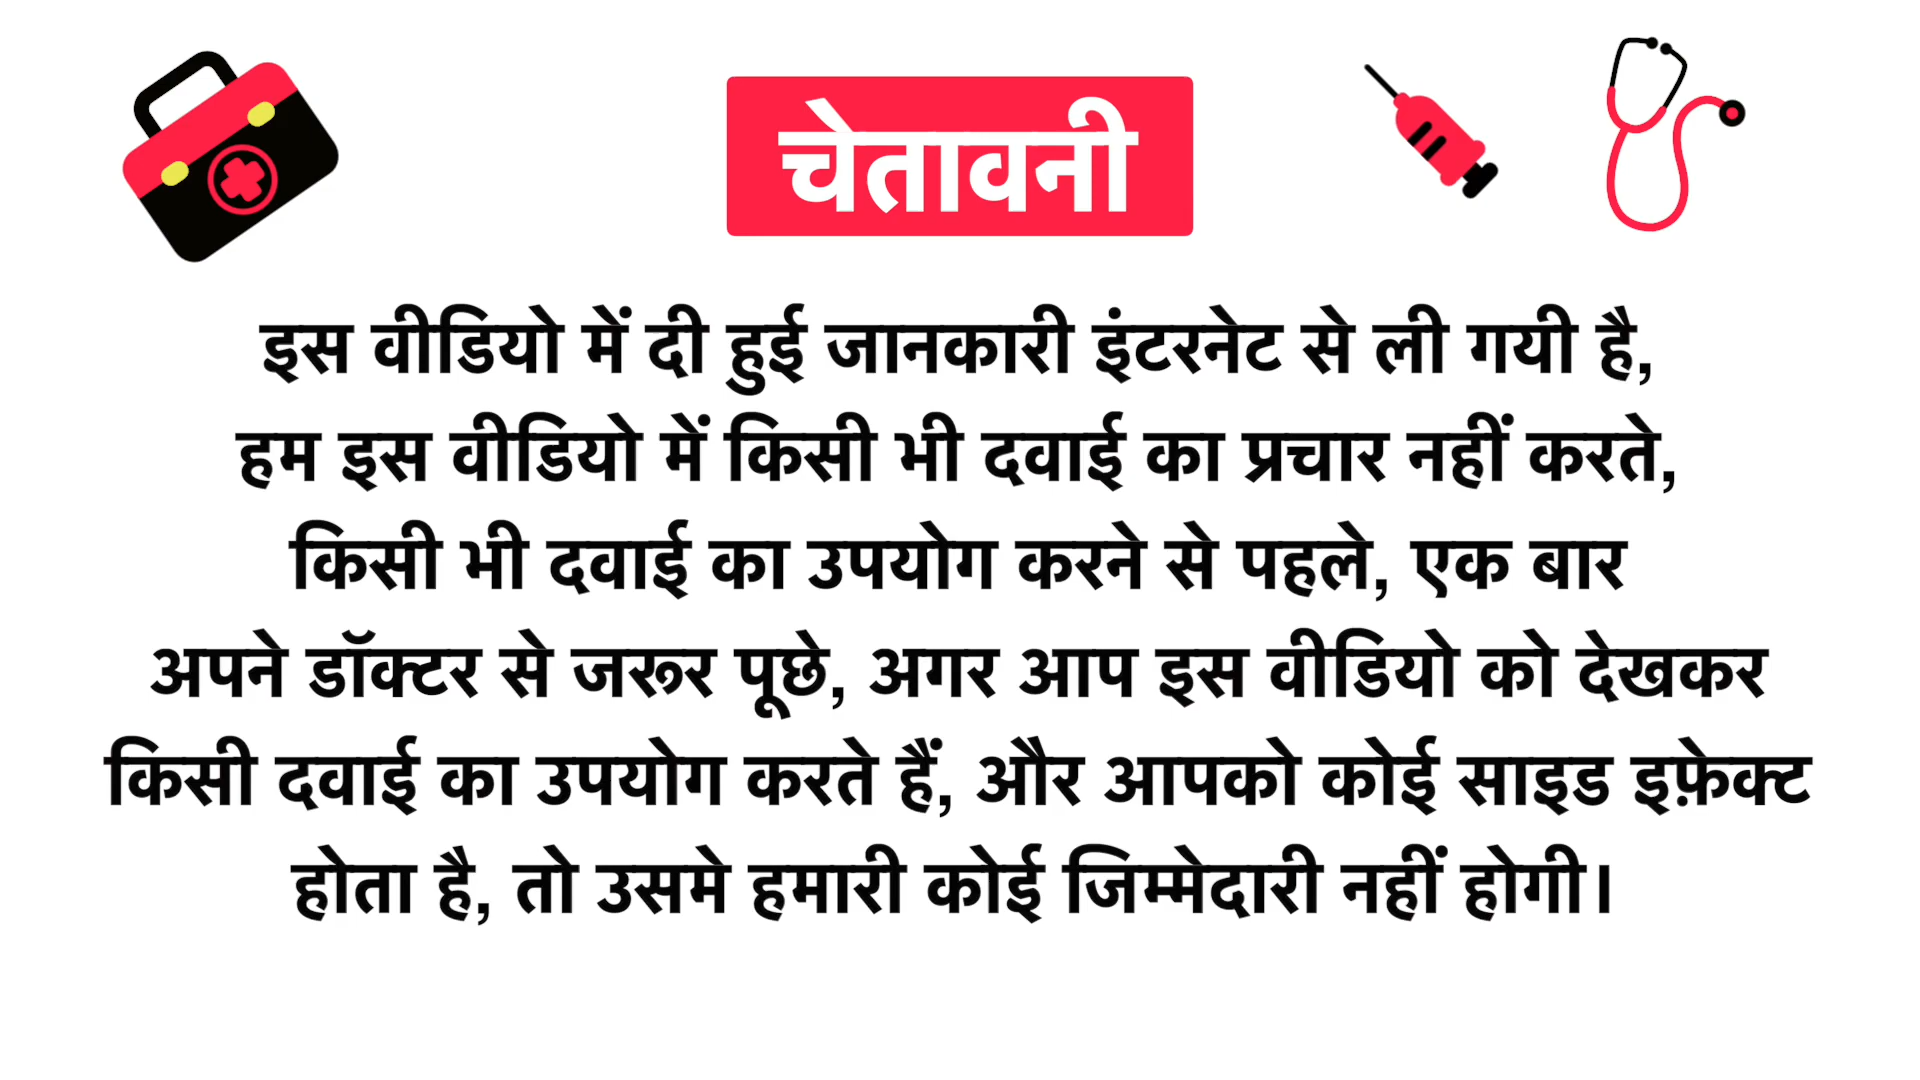 चेतावनी
इस वीडियो में दी हुई जानकारी इंटरनेट से ली गयी है,
हम इस वीडियो में किसी भी दवाई का प्रचार नहीं करते,
किसी भी दवाई का उपयोग करने से पहले, एक बार
अपने डॉक्टर से जरूर पूछे, अगर आप इस वीडियो को देखकर
किसी दवाई का उपयोग करते हैं, और आपको कोई साइड इफ़ेक्ट
होता है, तो उसमे हमारी कोई जिम्मेदारी नहीं होगी।